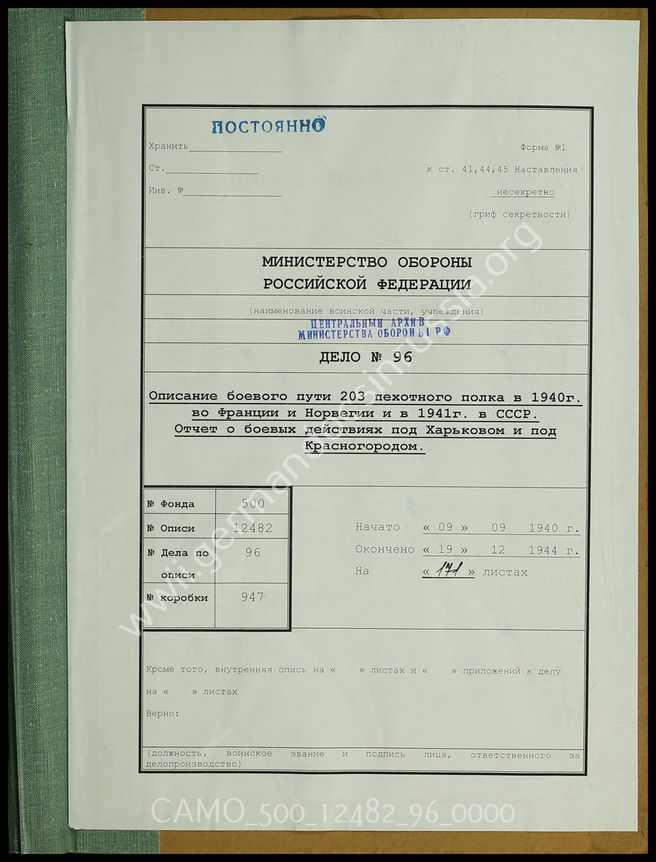 ПОСТОЯННО
Хранить
Форма №1
Ст.
к ст. 41,44,45 Наставления
Инв. №
несекретно
(гриф секретности)
МИНИСТЕРСТВО ОБОРОНЫ
РОССИЙСКОЙ ФЕДЕРАЦИИ
(наименование воинской части, учреждения)
ЦЕНТРАЛЬНЫЙ АРХИВ
МИНИСТЕРСТВА ОБОРОНЫ РФ
ДЕЛО № 96
Описание боевого пути 203 пехотного полка в 1940г.
во Франции и Норвегии и в 1941г. в СССР.
Отчет о боевых действиях под Харьковом и под
Красногородом.
№ Фонда 500
№ Описи 12482
№ Дела по описи 96
№ коробки 947
Начато « 09 » 09 1940 г.
Окончено « 19 » 12 1944 г.
На « 171 » листах
Кроме того, внутренняя опись на « » листах и « » приложений к делу
на « » листах
Верно:
(должность, воинское звание и подпись лица, ответственного за
делопроизводство)
www.germandocsinrussia.org
CAMO_500_12482_96_0000